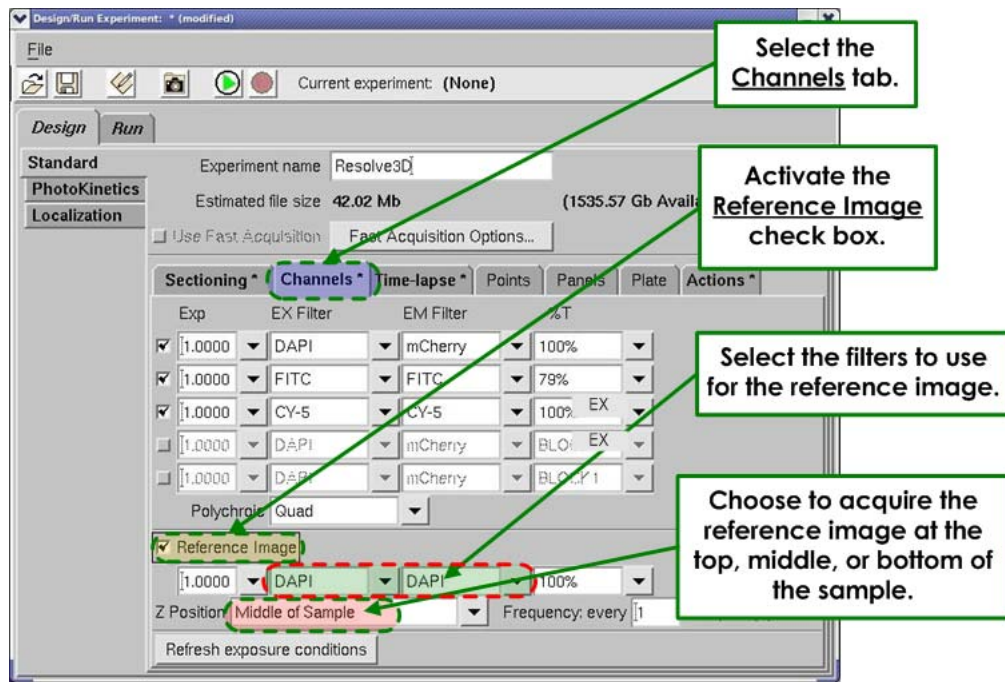 Design/Run Experiment: * (modified)
File
Current experiment: (None)
Design Run
Standard
PhotoKinetics
Localization
Experiment name Resolve3D
Estimated file size 42.02 Mb (1535.57 Gb
Use Fast Acquisition Fast Acquisition Options...
Sectioning * Channels * Time-lapse * Points Panels Plate Actions *
Exp EX Filter EM Filter %T
1.0000 DAPI mCherry 100%
1.0000 FITC FITC 79%
1.0000 CY-5 CY-5 100% EX
1.0000 DAPI mCherry EX
1.0000 DAPI mCherry
Polychroic Quad
Reference Image
1.0000 DAPI DAPI 100%
Z Position Middle of Sample Frequency: every 1
Refresh exposure conditions
Select the
Channels tab.
Activate the
Reference Image
check box.
Select the filters to use
for the reference image.
Choose to acquire the
reference image at the
top, middle, or bottom of
the sample.